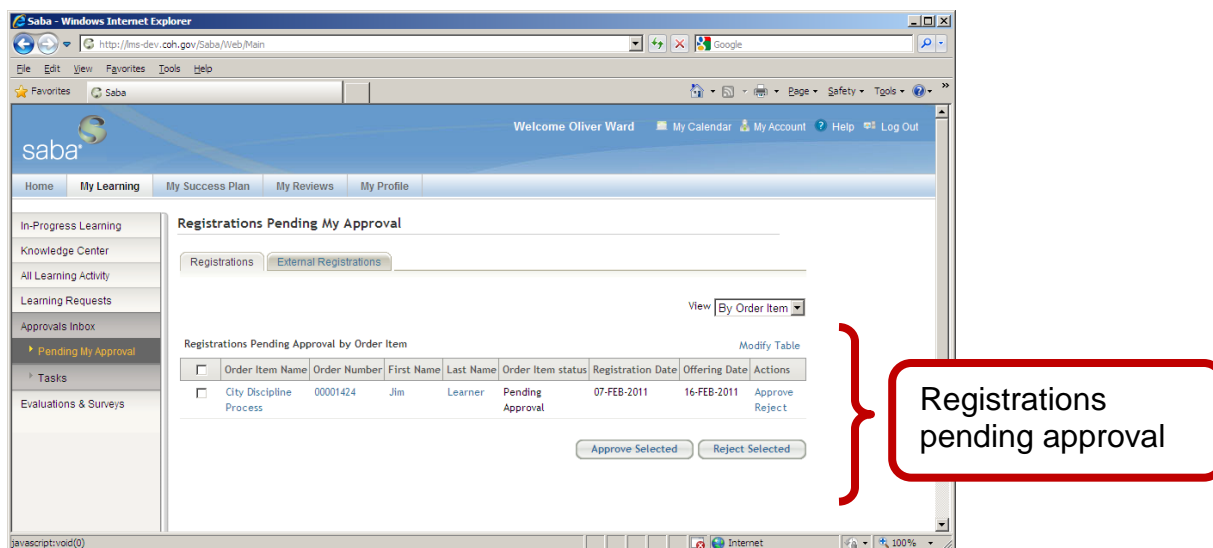 Saba - Windows Internet Explorer
http://lms-dev.coh.gov/Saba/Web/Main
Google
File Edit View Favorites Tools Help
Favorites Saba
Page Safety Tools »
saba
Welcome Oliver Ward My Calendar My Account Help Log Out
Home My Learning My Success Plan My Reviews My Profile
In-Progress Learning
Knowledge Center
All Learning Activity
Learning Requests
Approvals Inbox
Pending My Approval
Tasks
Evaluations & Surveys
Registrations Pending My Approval
Registrations External Registrations
View By Order Item
Registrations Pending Approval by Order Item Modify Table
Order Item Name Order Number First Name Last Name Order Item status Registration Date Offering Date Actions
City Discipline 00001424 Jim Learner Pending 07-FEB-2011 16-FEB-2011 Approve
Process Approval Reject
Approve Selected Reject Selected
Registrations
pending approval
javascript:void(0) Internet 100%